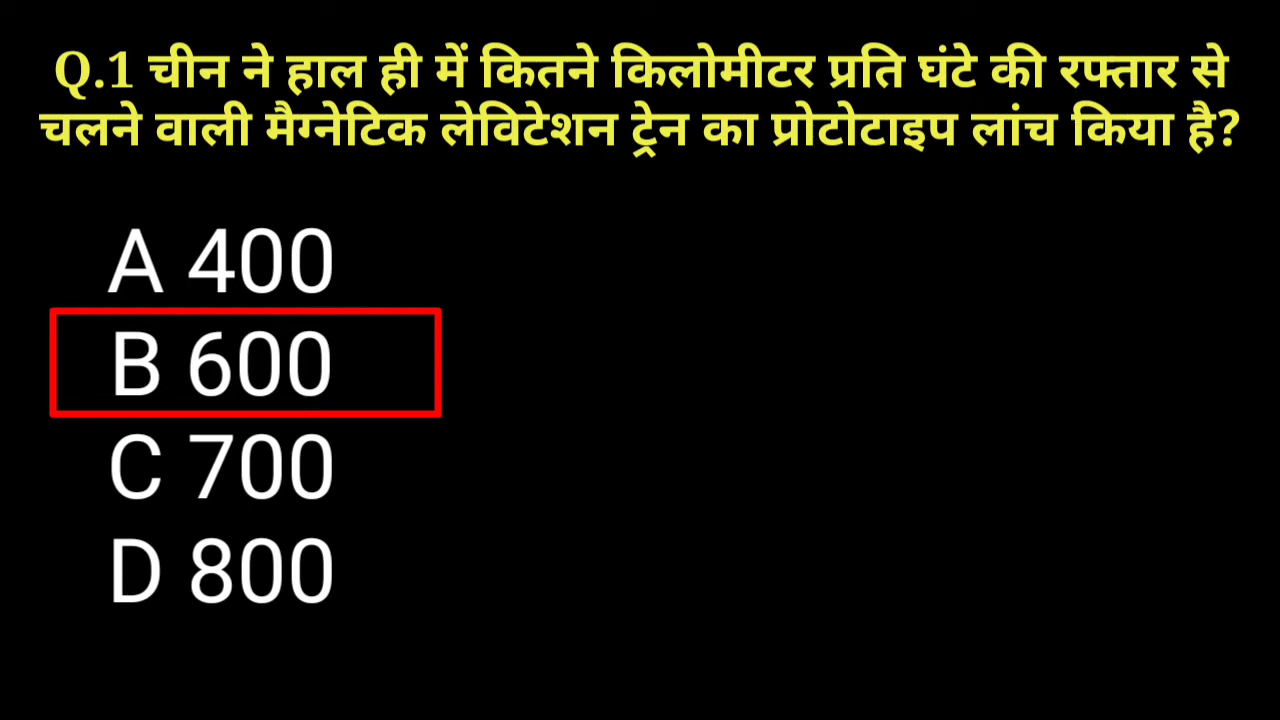 Q.1 चीन ने हाल ही में कितने किलोमीटर प्रति घंटे की रफ्तार से
चलने वाली मैग्नेटिक लेविटेशन ट्रेन का प्रोटोटाइप लांच किया है?
A 400
B 600
C 700
D 800